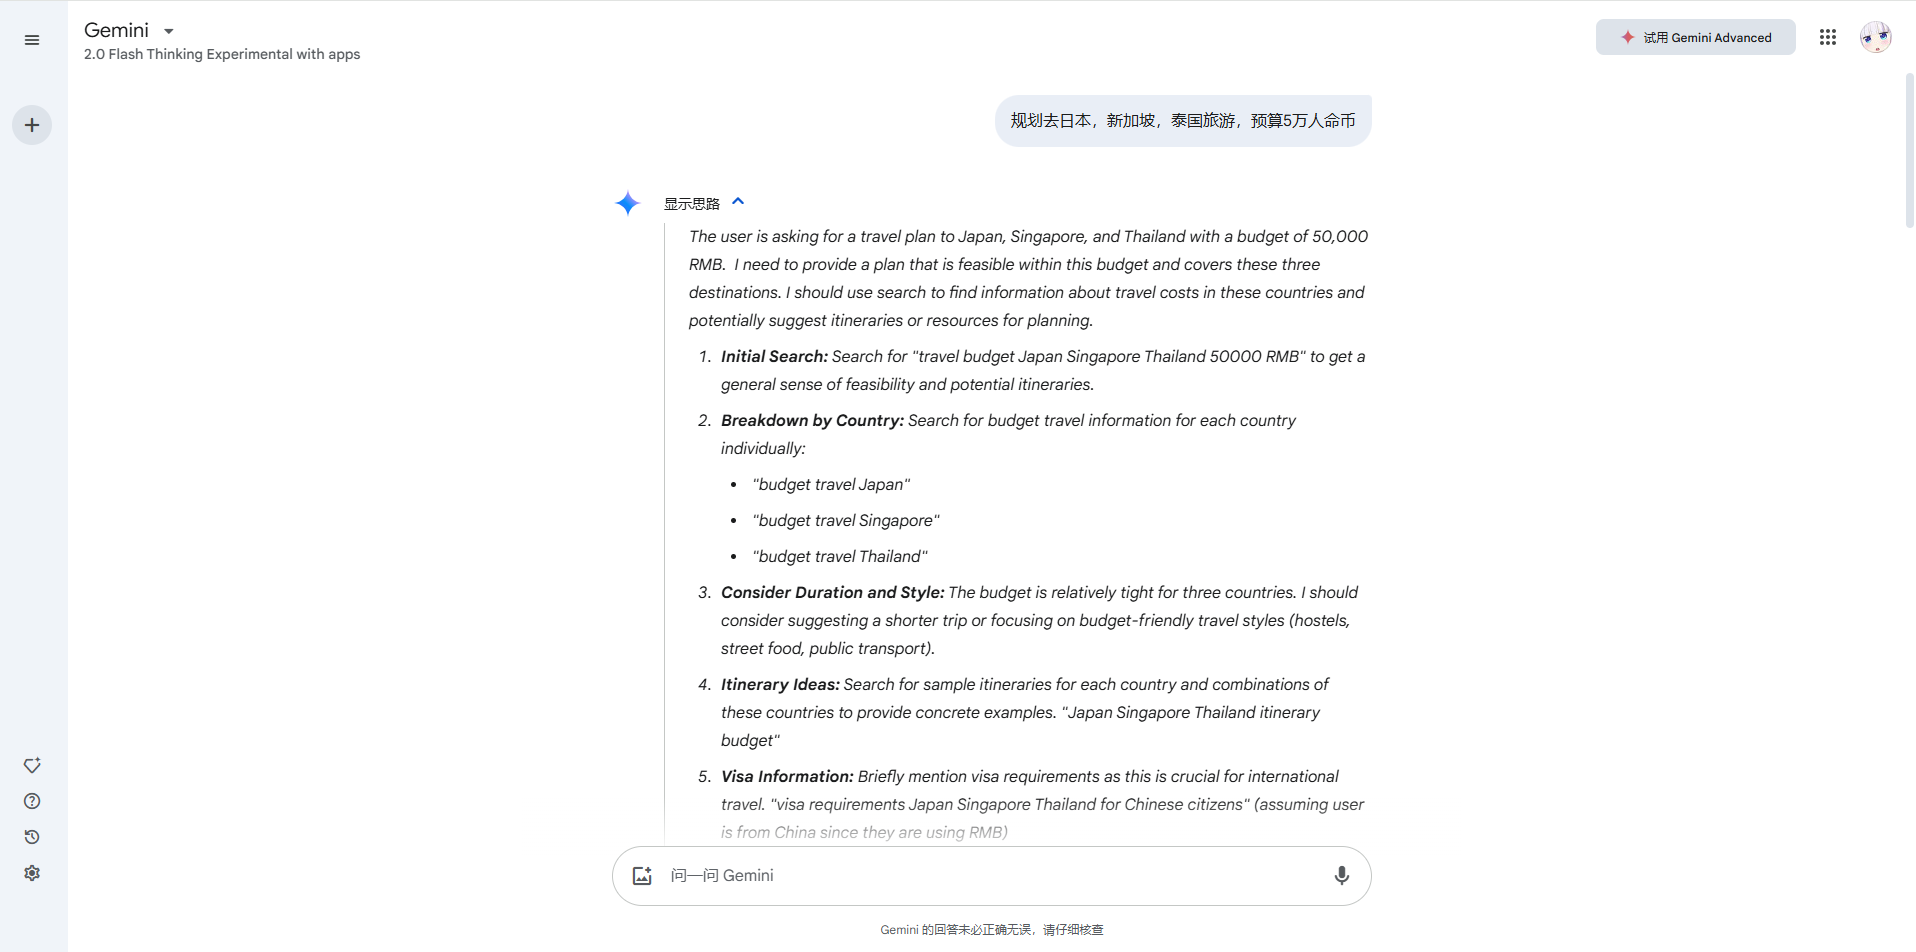 Gemini
2.0 Flash Thinking Experimental with apps
试用 Gemini Advanced
规划去日本，新加坡，泰国旅游，预算5万人命币
显示思路
The user is asking for a travel plan to Japan, Singapore, and Thailand with a budget of 50,000
RMB. I need to provide a plan that is feasible within this budget and covers these three
destinations. I should use search to find information about travel costs in these countries and
potentially suggest itineraries or resources for planning.
1. Initial Search: Search for "travel budget Japan Singapore Thailand 50000 RMB" to get a
general sense of feasibility and potential itineraries.
2. Breakdown by Country: Search for budget travel information for each country
individually:
• "budget travel Japan"
• "budget travel Singapore"
• "budget travel Thailand"
3. Consider Duration and Style: The budget is relatively tight for three countries. I should
consider suggesting a shorter trip or focusing on budget-friendly travel styles (hostels,
street food, public transport).
4. Itinerary Ideas: Search for sample itineraries for each country and combinations of
these countries to provide concrete examples. "Japan Singapore Thailand itinerary
budget"
5. Visa Information: Briefly mention visa requirements as this is crucial for international
travel. "visa requirements Japan Singapore Thailand for Chinese citizens" (assuming user
is from China since they are using RMB)
问一问 Gemini
Gemini 的回答未必正确无误，请仔细核查